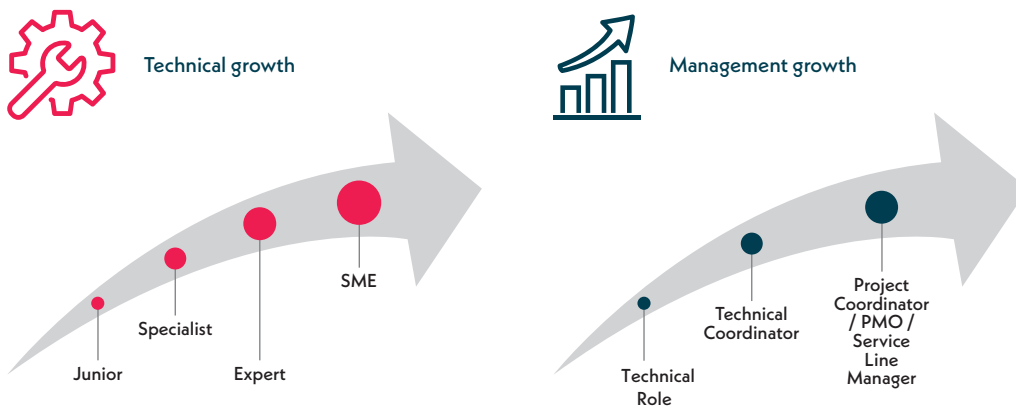 Technical growth
Junior
Specialist
Expert
SME
Management growth
Technical
Role
Technical
Coordinator
Project
Coordinator
/ PMO /
Service
Line
Manager